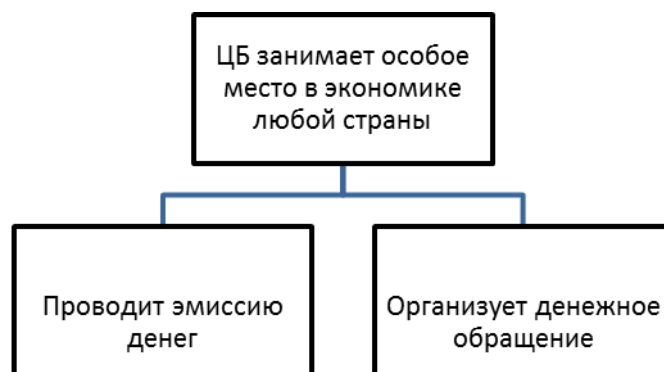 ЦБ занимает особое
место в экономике
любой страны
Проводит эмиссию
денег
Организует денежное
обращение